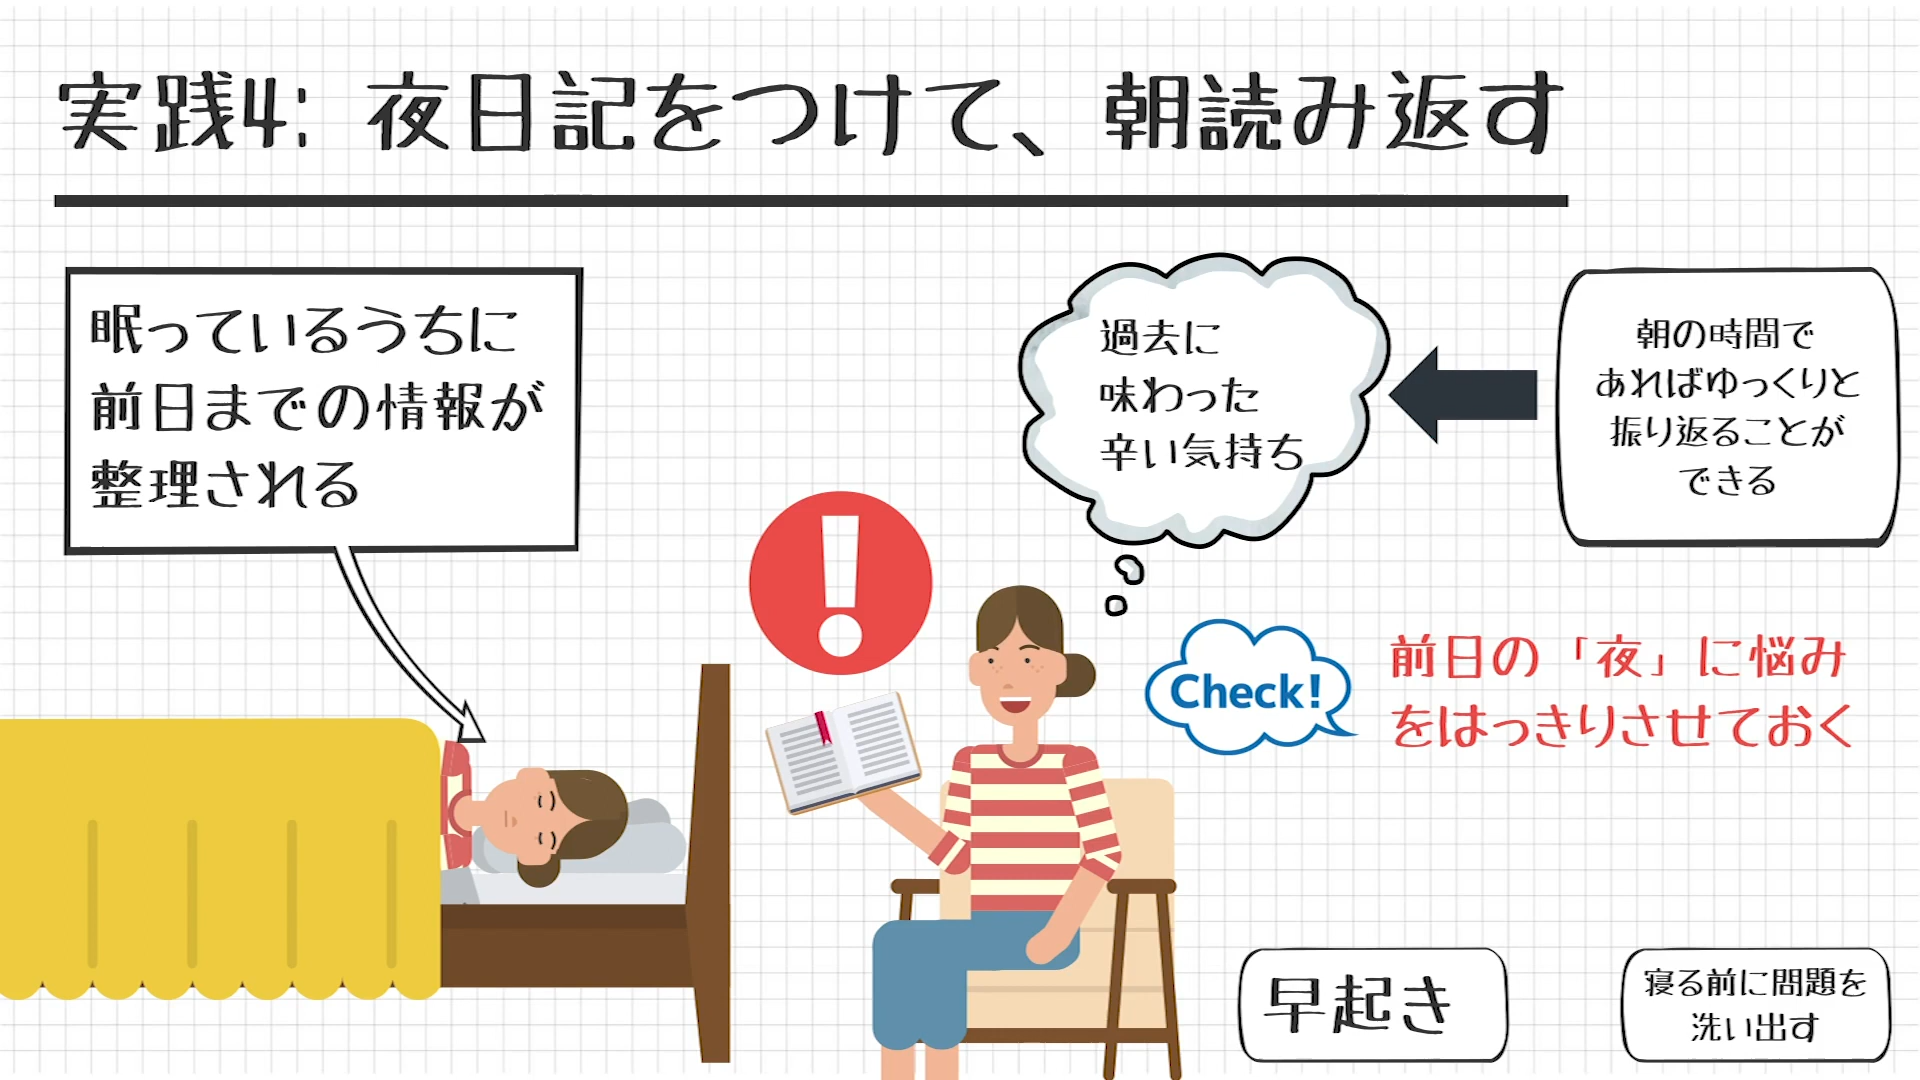 実践4: 夜日記をつけて、朝読み返す
眠っているうちに
前日までの情報が
整理される
過去に
味わった
辛い気持ち
朝の時間で
あればゆっくりと
振り返ることが
できる
Check!
前日の「夜」に悩み
をはっきりさせておく
早起き
寝る前に問題を
洗い出す